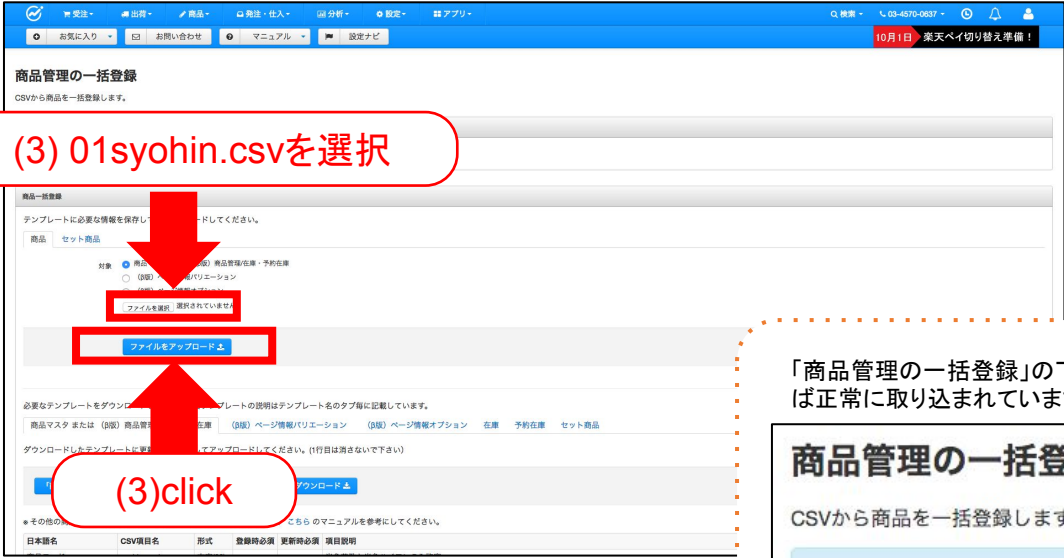 受注 出荷 商品 発注・仕入 分析 設定 アプリ 検索 03-4570-0637
お気に入り お問い合わせ マニュアル 設定ナビ 10月1日 楽天ペイ切り替え準備！
商品管理の一括登録
CSVから商品を一括登録します。
(3) 01syohin.csvを選択
商品一括登録
テンプレートに必要な情報を保存し ードしてください。
商品 セット商品
対象 商品 版）商品管理/在庫・予約在庫
（β版） 報バリエーション
ファイルを選択 選択されていません
ファイルをアップロード
「商品管理の一括登録」の
ば正常に取り込まれていま
商品管理の一括登
CSVから商品を一括登録します
必要なテンプレートをダウンロ プレートの説明はテンプレート名のタブ毎に記載しています。
商品マスタ または （β版）商品管 在庫 （β版）ページ情報バリエーション （β版）ページ情報オプション 在庫 予約在庫 セット商品
ダウンロードしたテンプレートに更新 してアップロードしてください。(1行目は消さないで下さい)
ダウンロード
(3)click
※その他の こちら のマニュアルを参考にしてください。
日本語名 CSV項目名 形式 登録時必須 更新時必須 項目説明